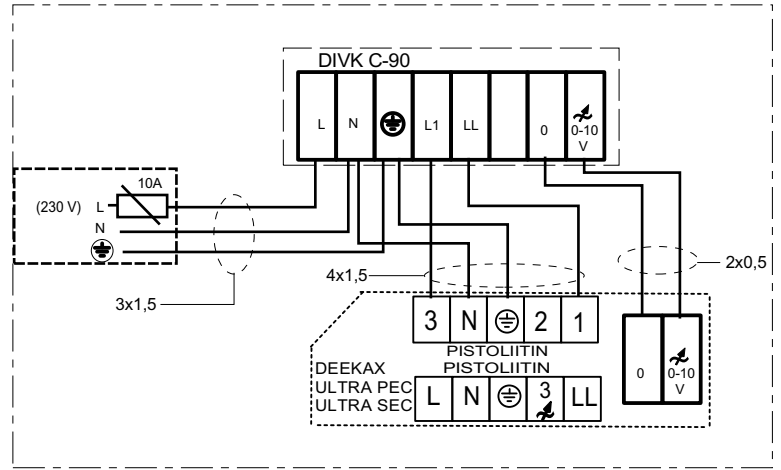 DIVK C-90
L N L1 LL 0 0-10 V
10A
(230 V) L
N
3x1,5
4x1,5
2x0,5
3 N 2 1
PISTOLIITIN
DEEKAX PISTOLIITIN
ULTRA PEC
ULTRA SEC
L N 3 LL
0 0-10 V